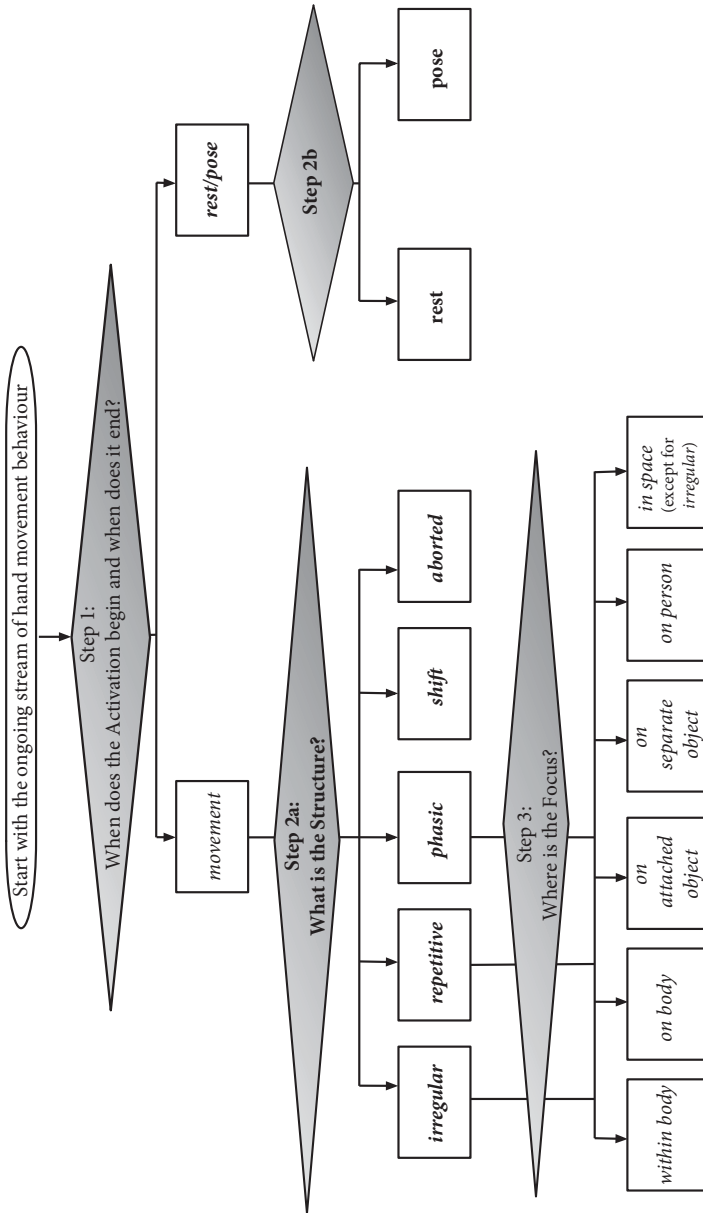 Start with the ongoing stream of hand movement behaviour
Step 1:
When does the Activation begin and when does it end?
movement
rest/pose
Step 2a:
What is the Structure?
Step 2b
irregular
repetitive
phasic
shift
aborted
rest
pose
Step 3:
Where is the Focus?
within body
on body
on
attached
object
on
separate
object
on person
in space
(except for
irregular)